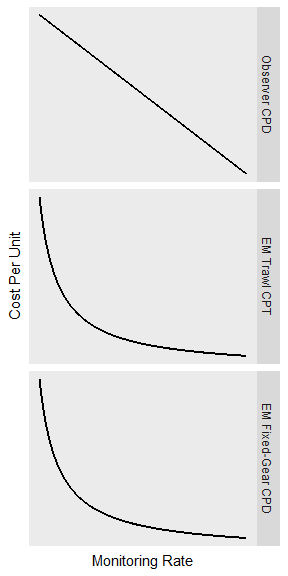 Observer CPD
EM Trawl CPT
EM Fixed-Gear CPD
Cost Per Unit
Monitoring Rate